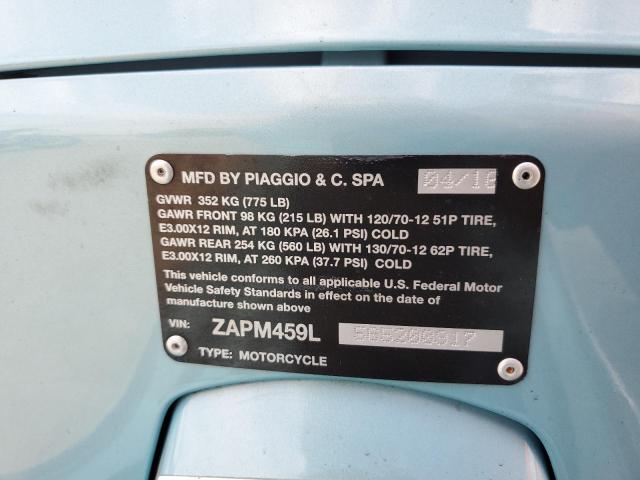 MFD BY PIAGGIO & C. SPA 04/16
GVWR 352 KG (775 LB)
GAWR FRONT 98 KG (215 LB) WITH 120/70-12 51P TIRE,
E3.00X12 RIM, AT 180 KPA (26.1 PSI) COLD
GAWR REAR 254 KG (560 LB) WITH 130/70-12 62P TIRE,
E3.00X12 RIM, AT 260 KPA (37.7 PSI) COLD
This vehicle conforms to all applicable U.S. Federal Motor
Vehicle Safety Standards in effect on the date of
manufacture shown above
VIN: ZAPM459L
TYPE: MOTORCYCLE